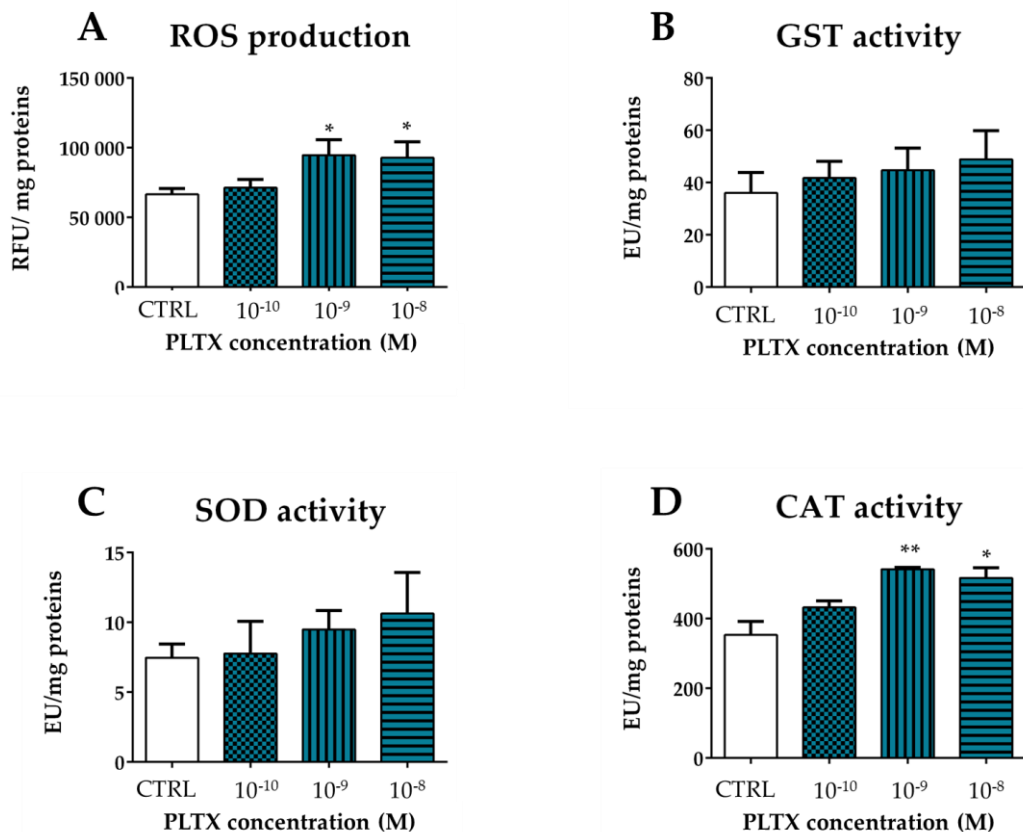 A ROS production
RFU/ mg proteins
150 000
100 000
50 000
0
* *
CTRL 10⁻¹⁰ 10⁻⁹ 10⁻⁸
PLTX concentration (M)
B GST activity
EU/mg proteins
80
60
40
20
0
CTRL 10⁻¹⁰ 10⁻⁹ 10⁻⁸
PLTX concentration (M)
C SOD activity
EU/mg proteins
15
10
5
0
CTRL 10⁻¹⁰ 10⁻⁹ 10⁻⁸
PLTX concentration (M)
D CAT activity
EU/mg proteins
600
400
200
0
** *
CTRL 10⁻¹⁰ 10⁻⁹ 10⁻⁸
PLTX concentration (M)